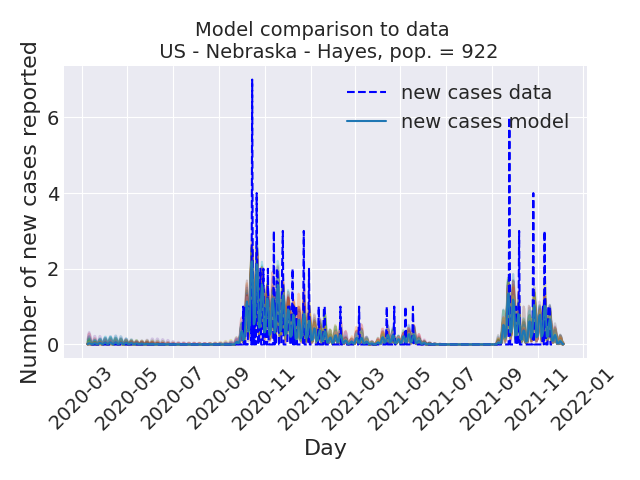 Model comparison to data
US - Nebraska - Hayes, pop. = 922
Number of new cases reported
6
4
2
0
new cases data
new cases model
2020-03
2020-05
2020-07
2020-09
2020-11
2021-01
2021-03
2021-05
2021-07
2021-09
2021-11
2022-01
Day